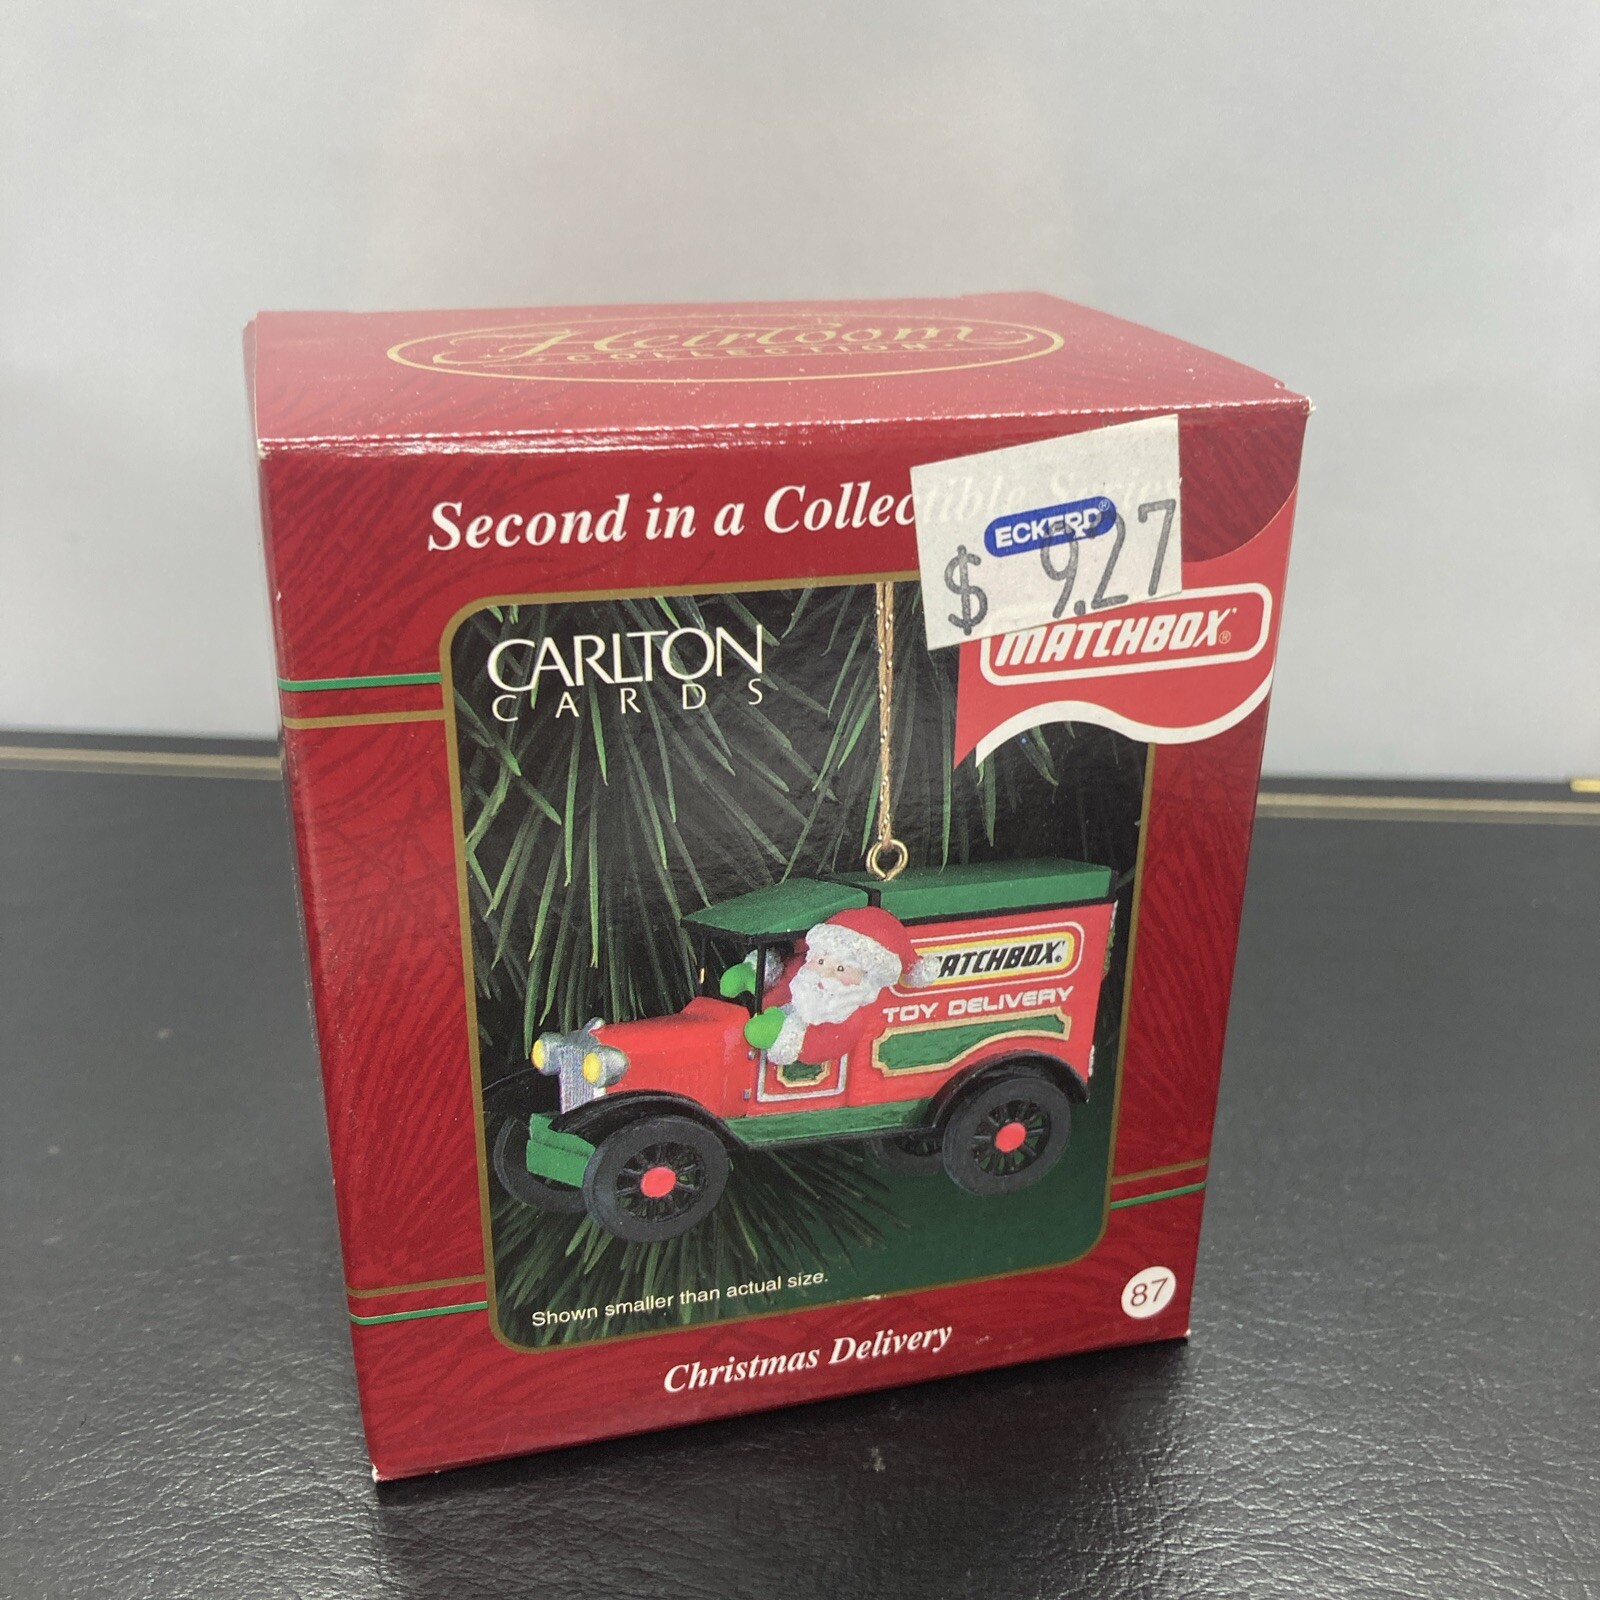 Heirloom
COLLECTION
Second in a Collectible Series
ECKERD®
$ 9.27
CARLTON
CARDS
MATCHBOX®
ATCHBOX®
TOY DELIVERY
Shown smaller than actual size.
87
Christmas Delivery